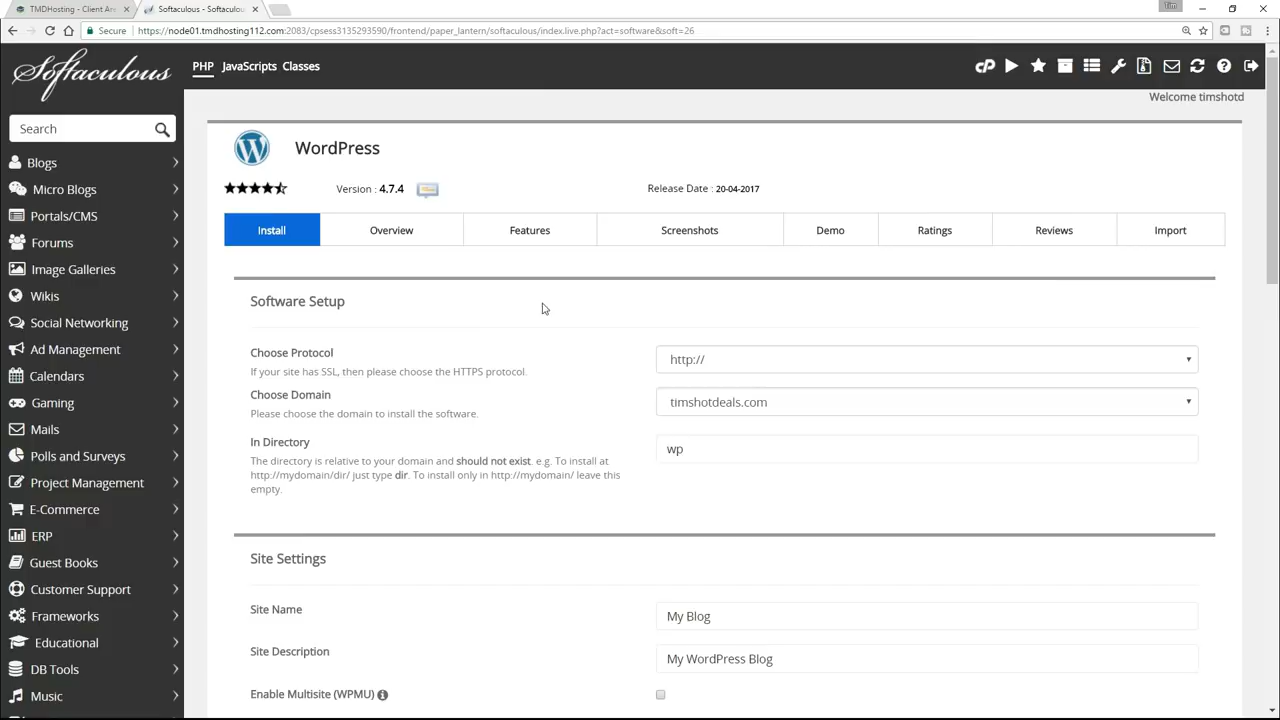 TMDHosting - Client Are
Softaculous - Softaculou
Tim
Secure
https://node01.tmdhosting112.com:2083/cpsess3135293590/frontend/paper_lantern/softaculous/index.live.php?act=software&soft=26
Softaculous
PHP JavaScripts Classes
Welcome timshotd
Search
Blogs
Micro Blogs
Portals/CMS
Forums
Image Galleries
Wikis
Social Networking
Ad Management
Calendars
Gaming
Mails
Polls and Surveys
Project Management
E-Commerce
ERP
Guest Books
Customer Support
Frameworks
Educational
DB Tools
Music
WordPress
Version : 4.7.4
Release Date : 20-04-2017
Install Overview Features Screenshots Demo Ratings Reviews Import
Software Setup
Choose Protocol
If your site has SSL, then please choose the HTTPS protocol.
http://
Choose Domain
Please choose the domain to install the software.
timshotdeals.com
In Directory
The directory is relative to your domain and should not exist. e.g. To install at
http://mydomain/dir/ just type dir. To install only in http://mydomain/ leave this
empty.
wp
Site Settings
Site Name
My Blog
Site Description
My WordPress Blog
Enable Multisite (WPMU)